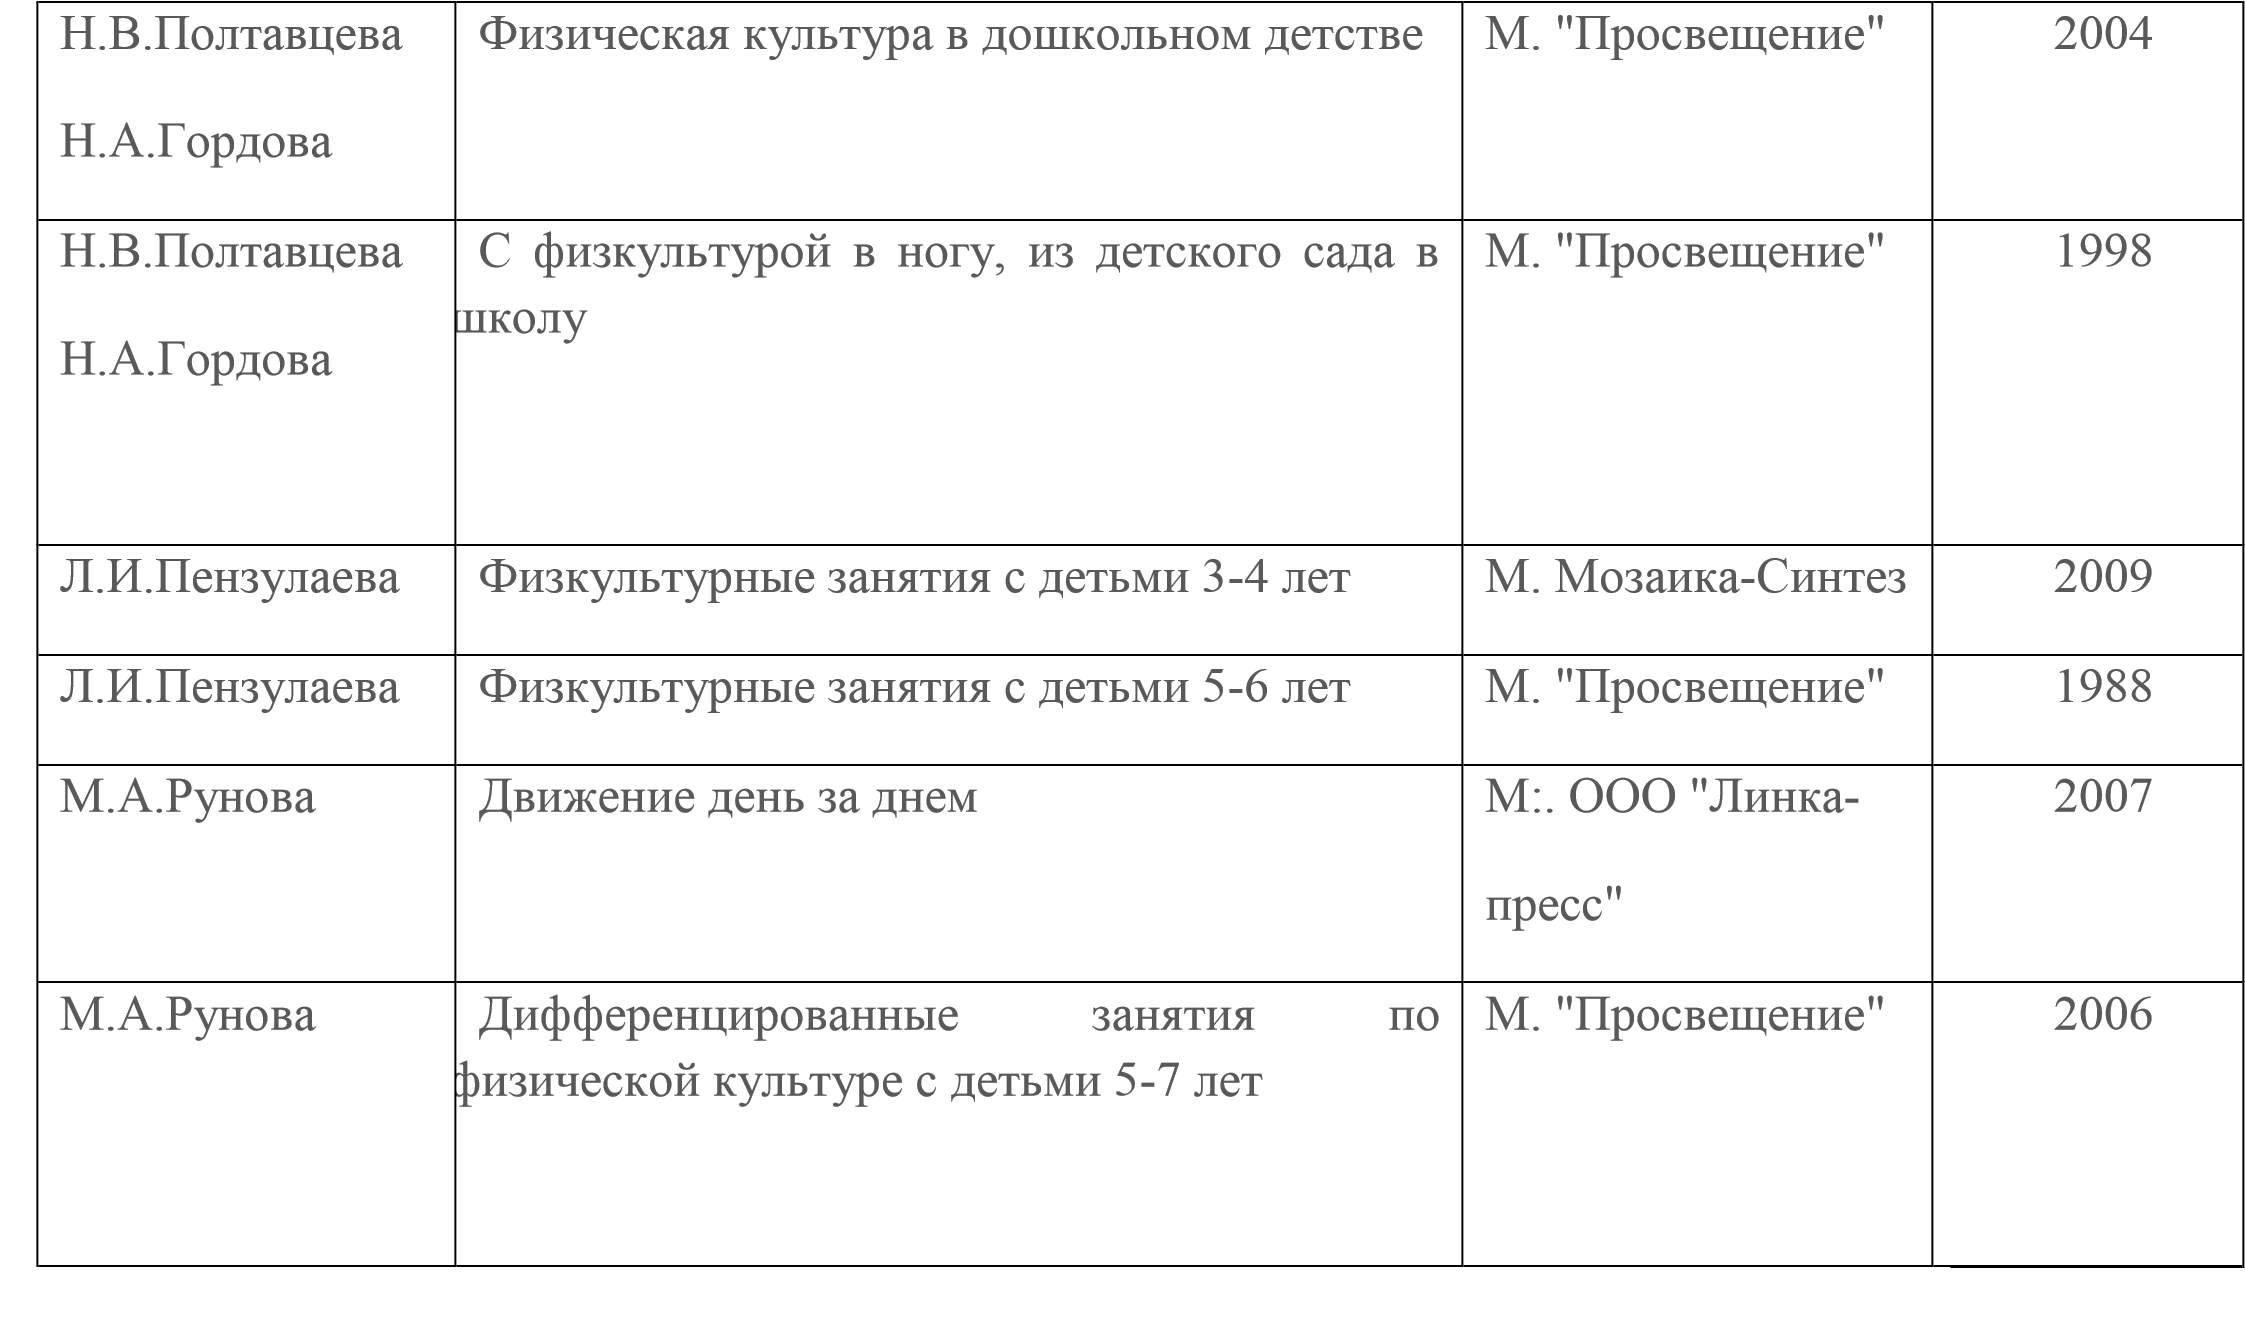 Н.В.Полтавцева
Н.А.Гордова
Физическая культура в дошкольном детстве
М. "Просвещение"
2004
Н.В.Полтавцева
Н.А.Гордова
С физкультурой в ногу, из детского сада в
школу
М. "Просвещение"
1998
Л.И.Пензулаева
Физкультурные занятия с детьми 3-4 лет
М. Мозаика-Синтез
2009
Л.И.Пензулаева
Физкультурные занятия с детьми 5-6 лет
М. "Просвещение"
1988
М.А.Рунова
Движение день за днем
М:. ООО "Линка-
пресс"
2007
М.А.Рунова
Дифференцированные занятия по
физической культуре с детьми 5-7 лет
М. "Просвещение"
2006